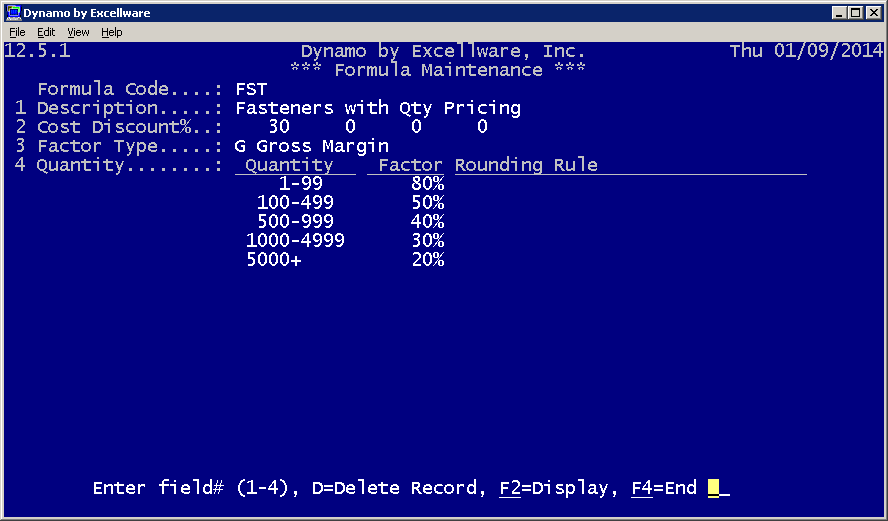 Dynamo by Excellware
File Edit View Help
12.5.1 Dynamo by Excellware, Inc. Thu 01/09/2014
*** Formula Maintenance ***
Formula Code....: FST
1 Description.....: Fasteners with Qty Pricing
2 Cost Discount%..: 30 0 0 0
3 Factor Type.....: G Gross Margin
4 Quantity........: Quantity Factor Rounding Rule
1-99 80%
100-499 50%
500-999 40%
1000-4999 30%
5000+ 20%
Enter field# (1-4), D=Delete Record, F2=Display, F4=End